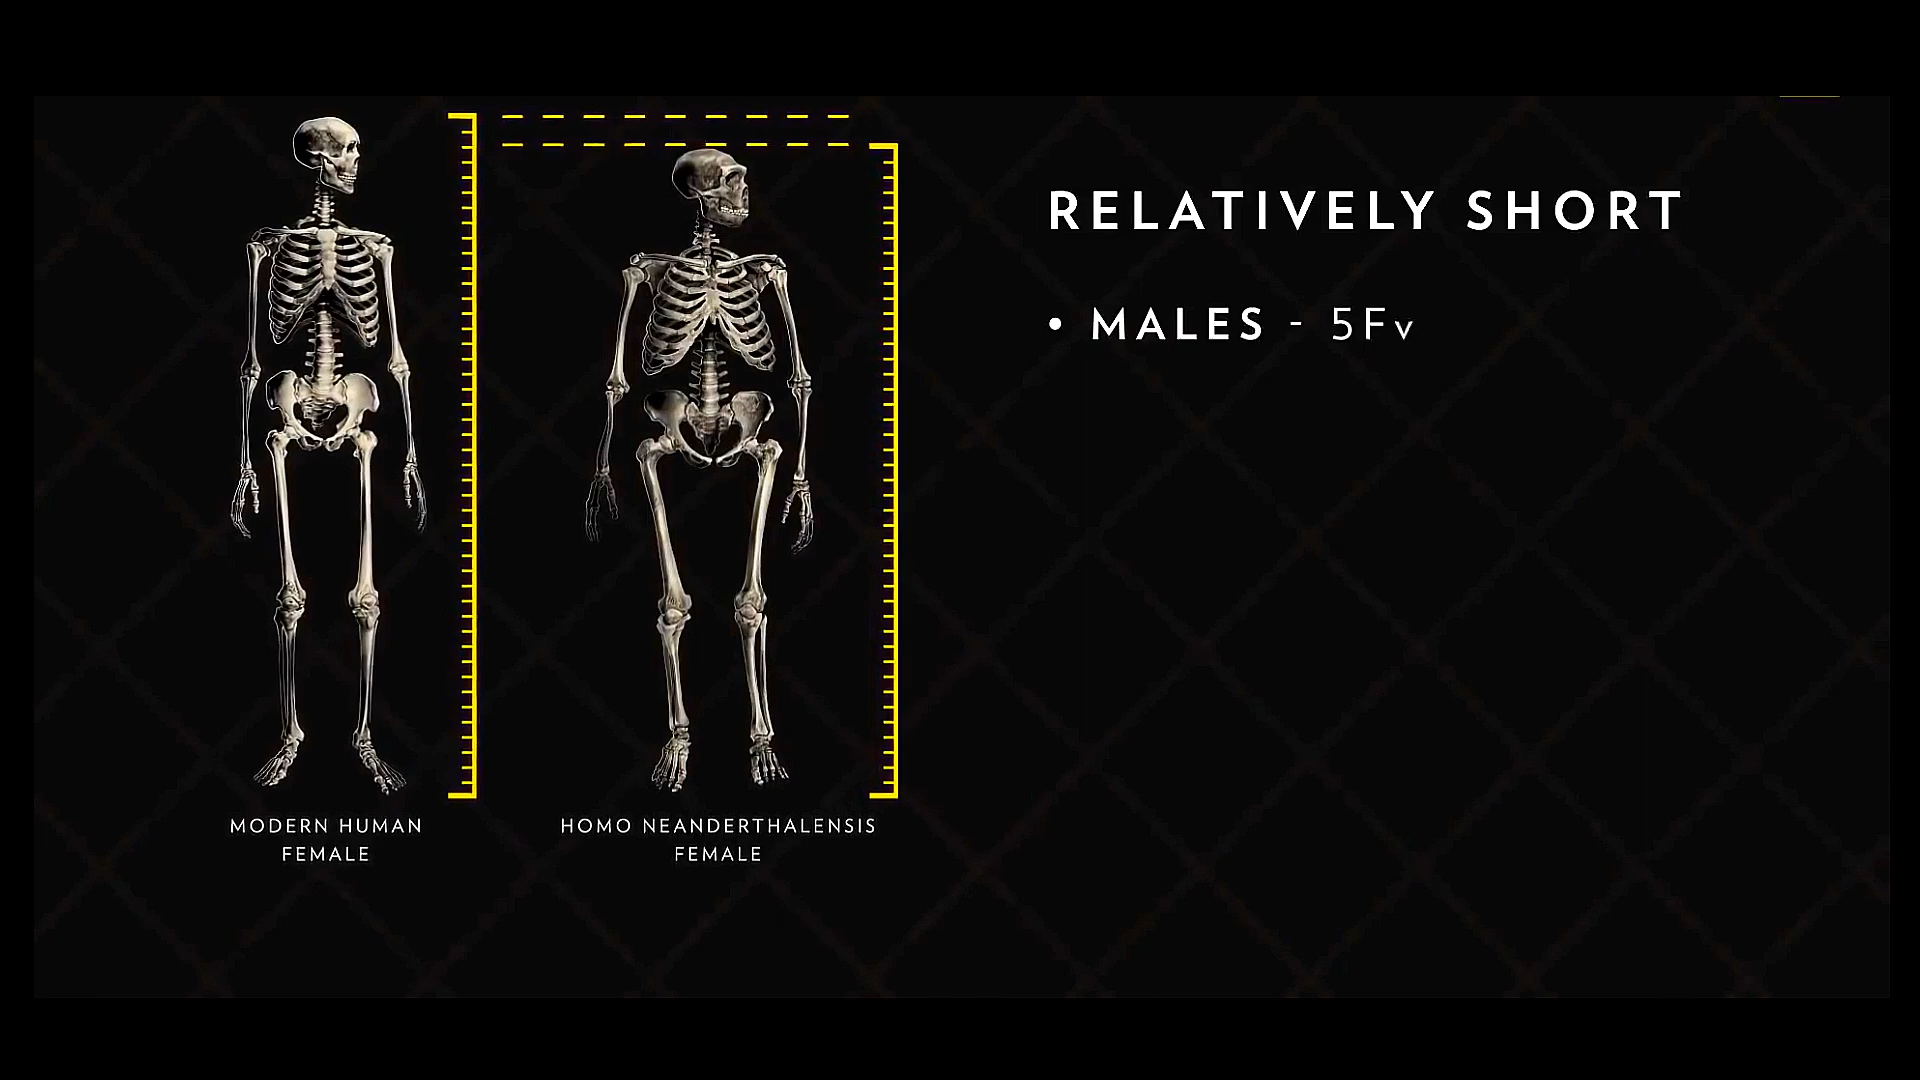 RELATIVELY SHORT
• MALES - 5Fv
MODERN HUMAN
FEMALE
HOMO NEANDERTHALENSIS
FEMALE